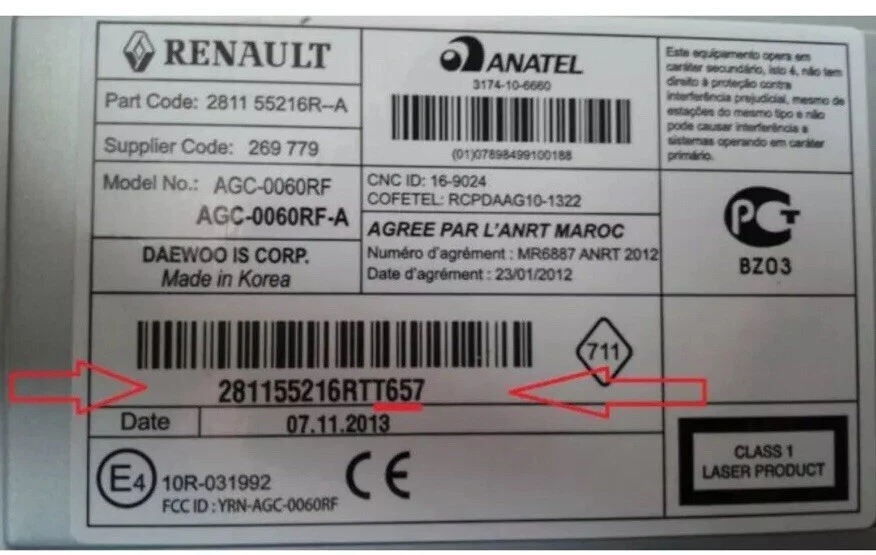 RENAULT
Part Code: 2811 55216R--A
Supplier Code: 269 779
Model No.: AGC-0060RF
AGC-0060RF-A
DAEWOO IS CORP.
Made in Korea
ANATEL
3174-10-6660
(01)07898499100188
CNC ID: 16-9024
COFETEL: RCPDAAG10-1322
AGREE PAR L'ANRT MAROC
Numéro d'agrément : MR6887 ANRT 2012
Date d'agrément : 23/01/2012
Este equipamento opera em
caráter secundário, isto é, não tem
direito à proteção contra
interferência prejudicial, mesmo de
estações do mesmo tipo e não
pode causar interferência a
sistemas operando em caráter
primário.
PCT
BZ03
711
281155216RTT657
Date
07.11.2013
E4
10R-031992
CE
FCC ID : YRN-AGC-0060RF
CLASS 1
LASER PRODUCT